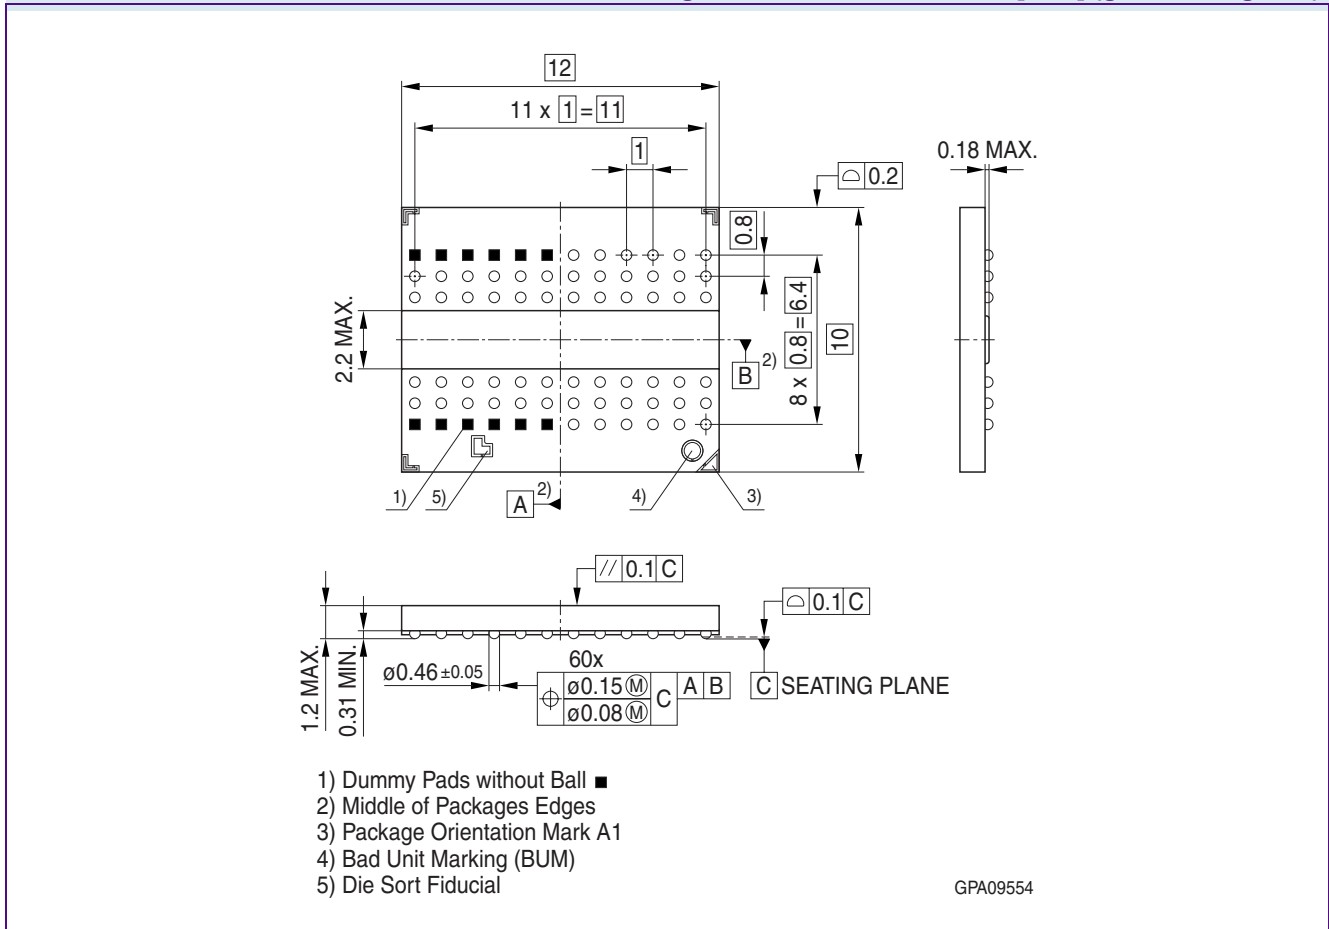 12
11 x 1 = 11
1
0.18 MAX.
0.2
0.8
2.2 MAX.
8 x 0.8 = 6.4
10
B 2)
1) 5) A 2) 4) 3)
// 0.1 C
0.1 C
1.2 MAX.
0.31 MIN.
ø0.46 ±0.05
60x
ø0.15 Ⓜ C A B
ø0.08 Ⓜ
C SEATING PLANE
1) Dummy Pads without Ball ■
2) Middle of Packages Edges
3) Package Orientation Mark A1
4) Bad Unit Marking (BUM)
5) Die Sort Fiducial
GPA09554